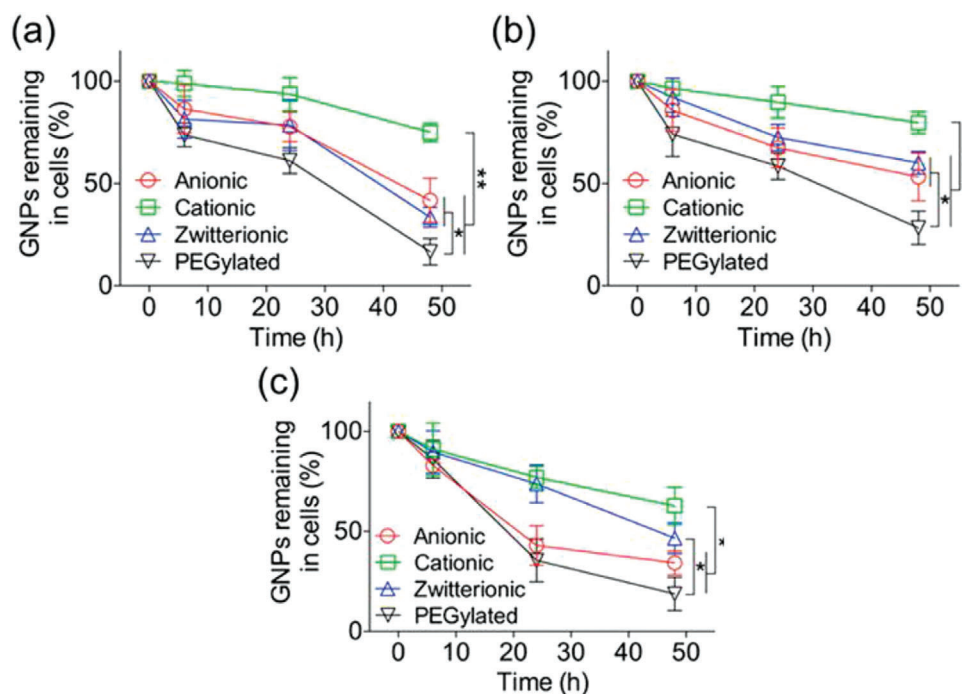 (a)
GNPs remaining
in cells (%)
100
50
0
Anionic
Cationic
Zwitterionic
PEGylated
**
*
0 10 20 30 40 50
Time (h)
(b)
GNPs remaining
in cells (%)
100
50
0
Anionic
Cationic
Zwitterionic
PEGylated
*
0 10 20 30 40 50
Time (h)
(c)
GNPs remaining
in cells (%)
100
50
0
Anionic
Cationic
Zwitterionic
PEGylated
*
*
0 10 20 30 40 50
Time (h)